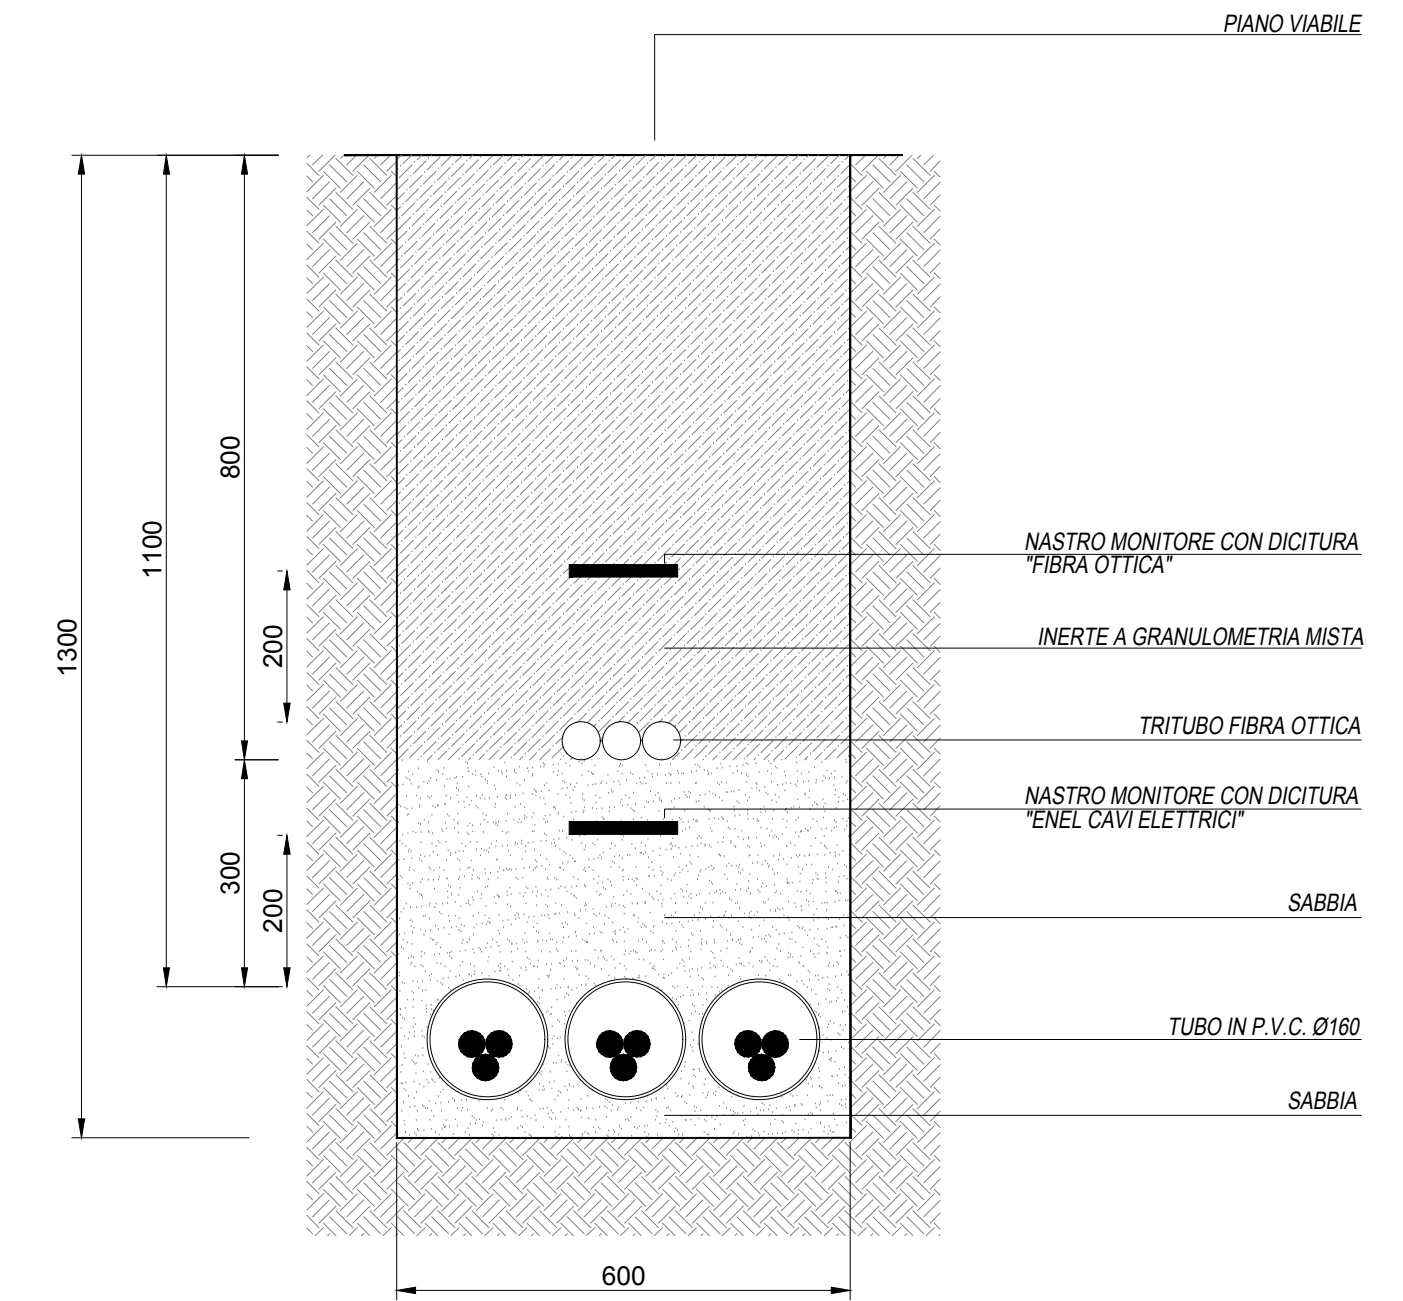 PIANO VIABILE
800
1100
1300
200
300
200
NASTRO MONITORE CON DICITURA
"FIBRA OTTICA"
INERTE A GRANULOMETRIA MISTA
TRITUBO FIBRA OTTICA
NASTRO MONITORE CON DICITURA
"ENEL CAVI ELETTRICI"
SABBIA
TUBO IN P.V.C. Ø160
SABBIA
600